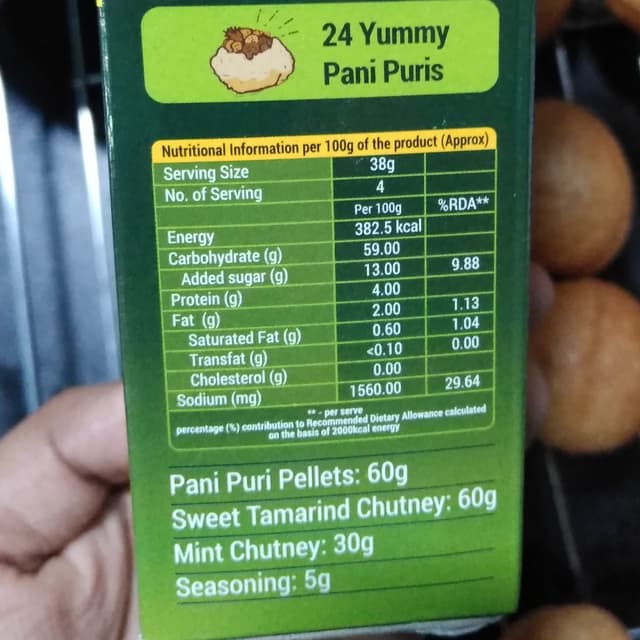 24 Yummy
Pani Puris
Nutritional Information per 100g of the product (Approx)
Serving Size 38g
No. of Serving 4
Per 100g %RDA**
Energy 382.5 kcal
Carbohydrate (g) 59.00
Added sugar (g) 13.00 9.88
Protein (g) 4.00
Fat (g) 2.00 1.13
Saturated Fat (g) 0.60 1.04
Transfat (g) <0.10 0.00
Cholesterol (g) 0.00
Sodium (mg) 1560.00 29.64
** - per serve
percentage (%) contribution to Recommended Dietary Allowance calculated
on the basis of 2000kcal energy
Pani Puri Pellets: 60g
Sweet Tamarind Chutney: 60g
Mint Chutney: 30g
Seasoning: 5g